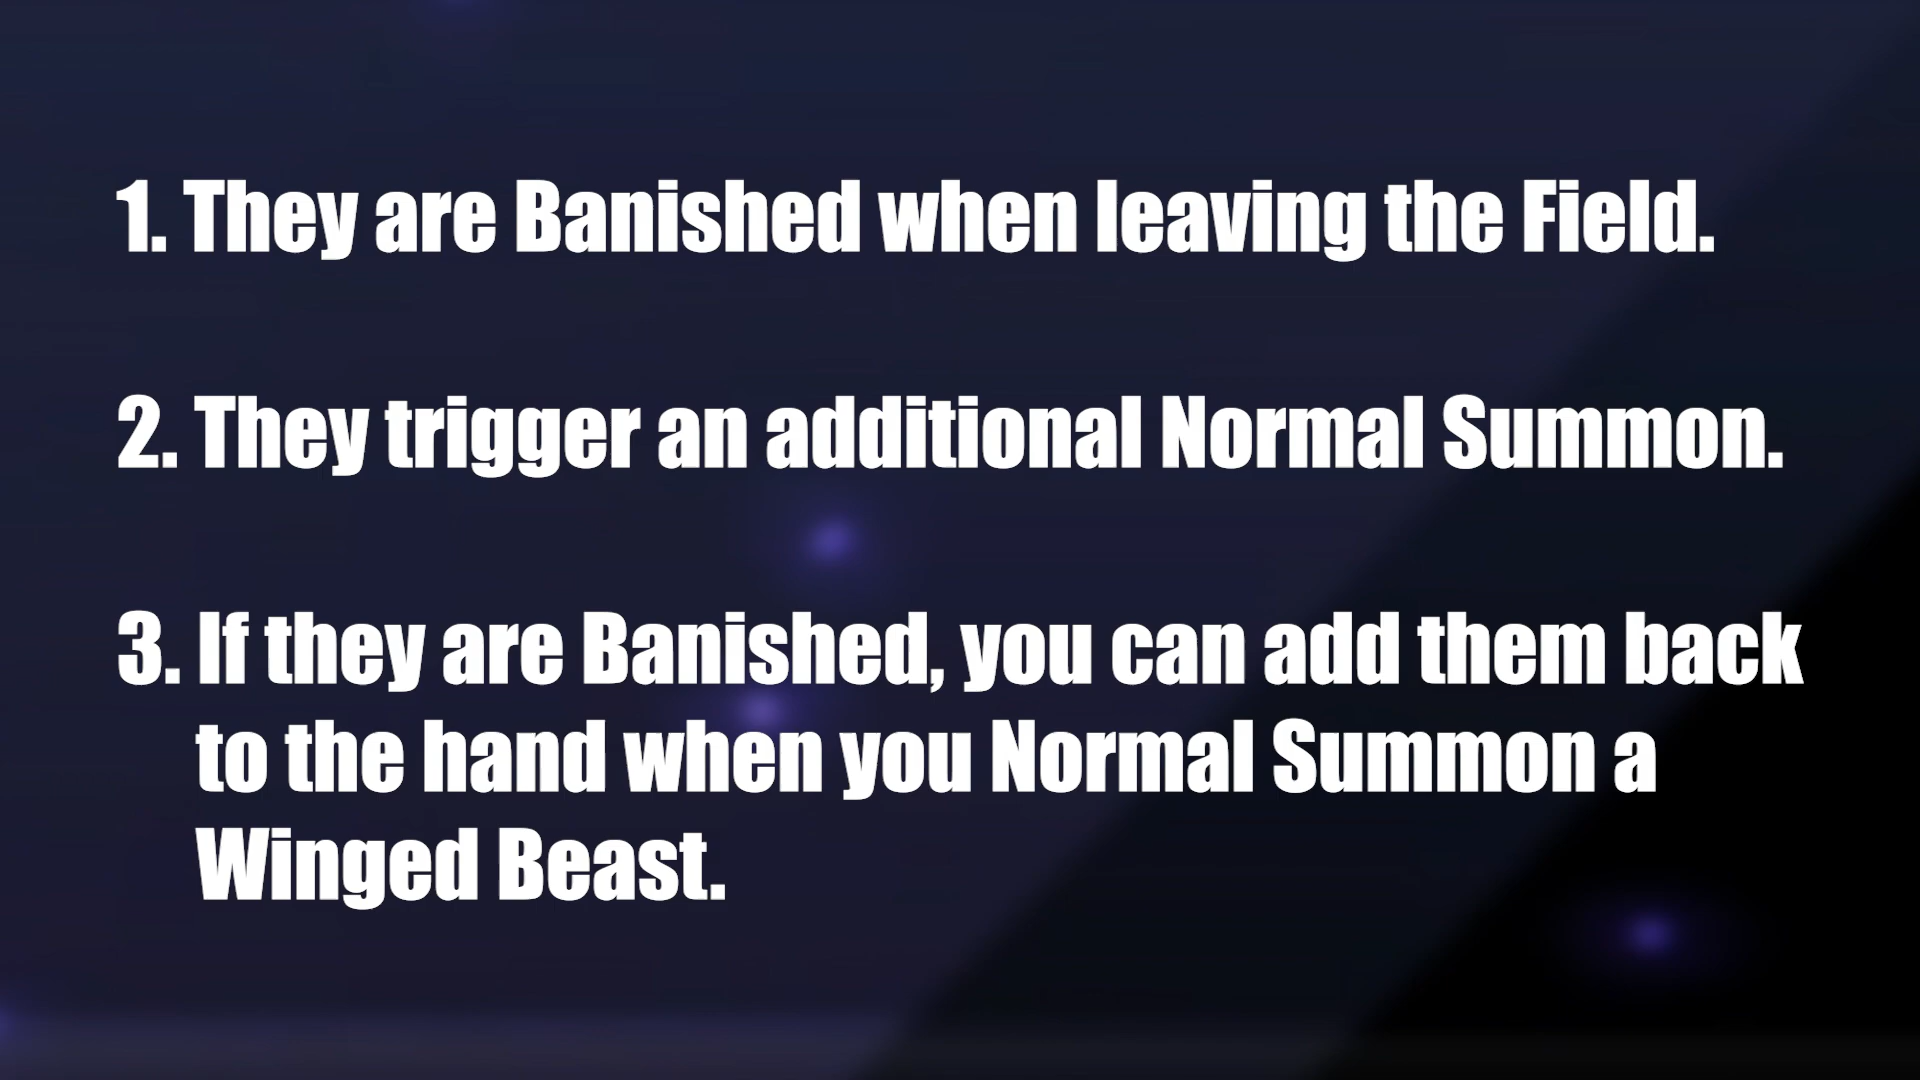 1. They are Banished when leaving the Field.
2. They trigger an additional Normal Summon.
3. If they are Banished, you can add them back
to the hand when you Normal Summon a
Winged Beast.